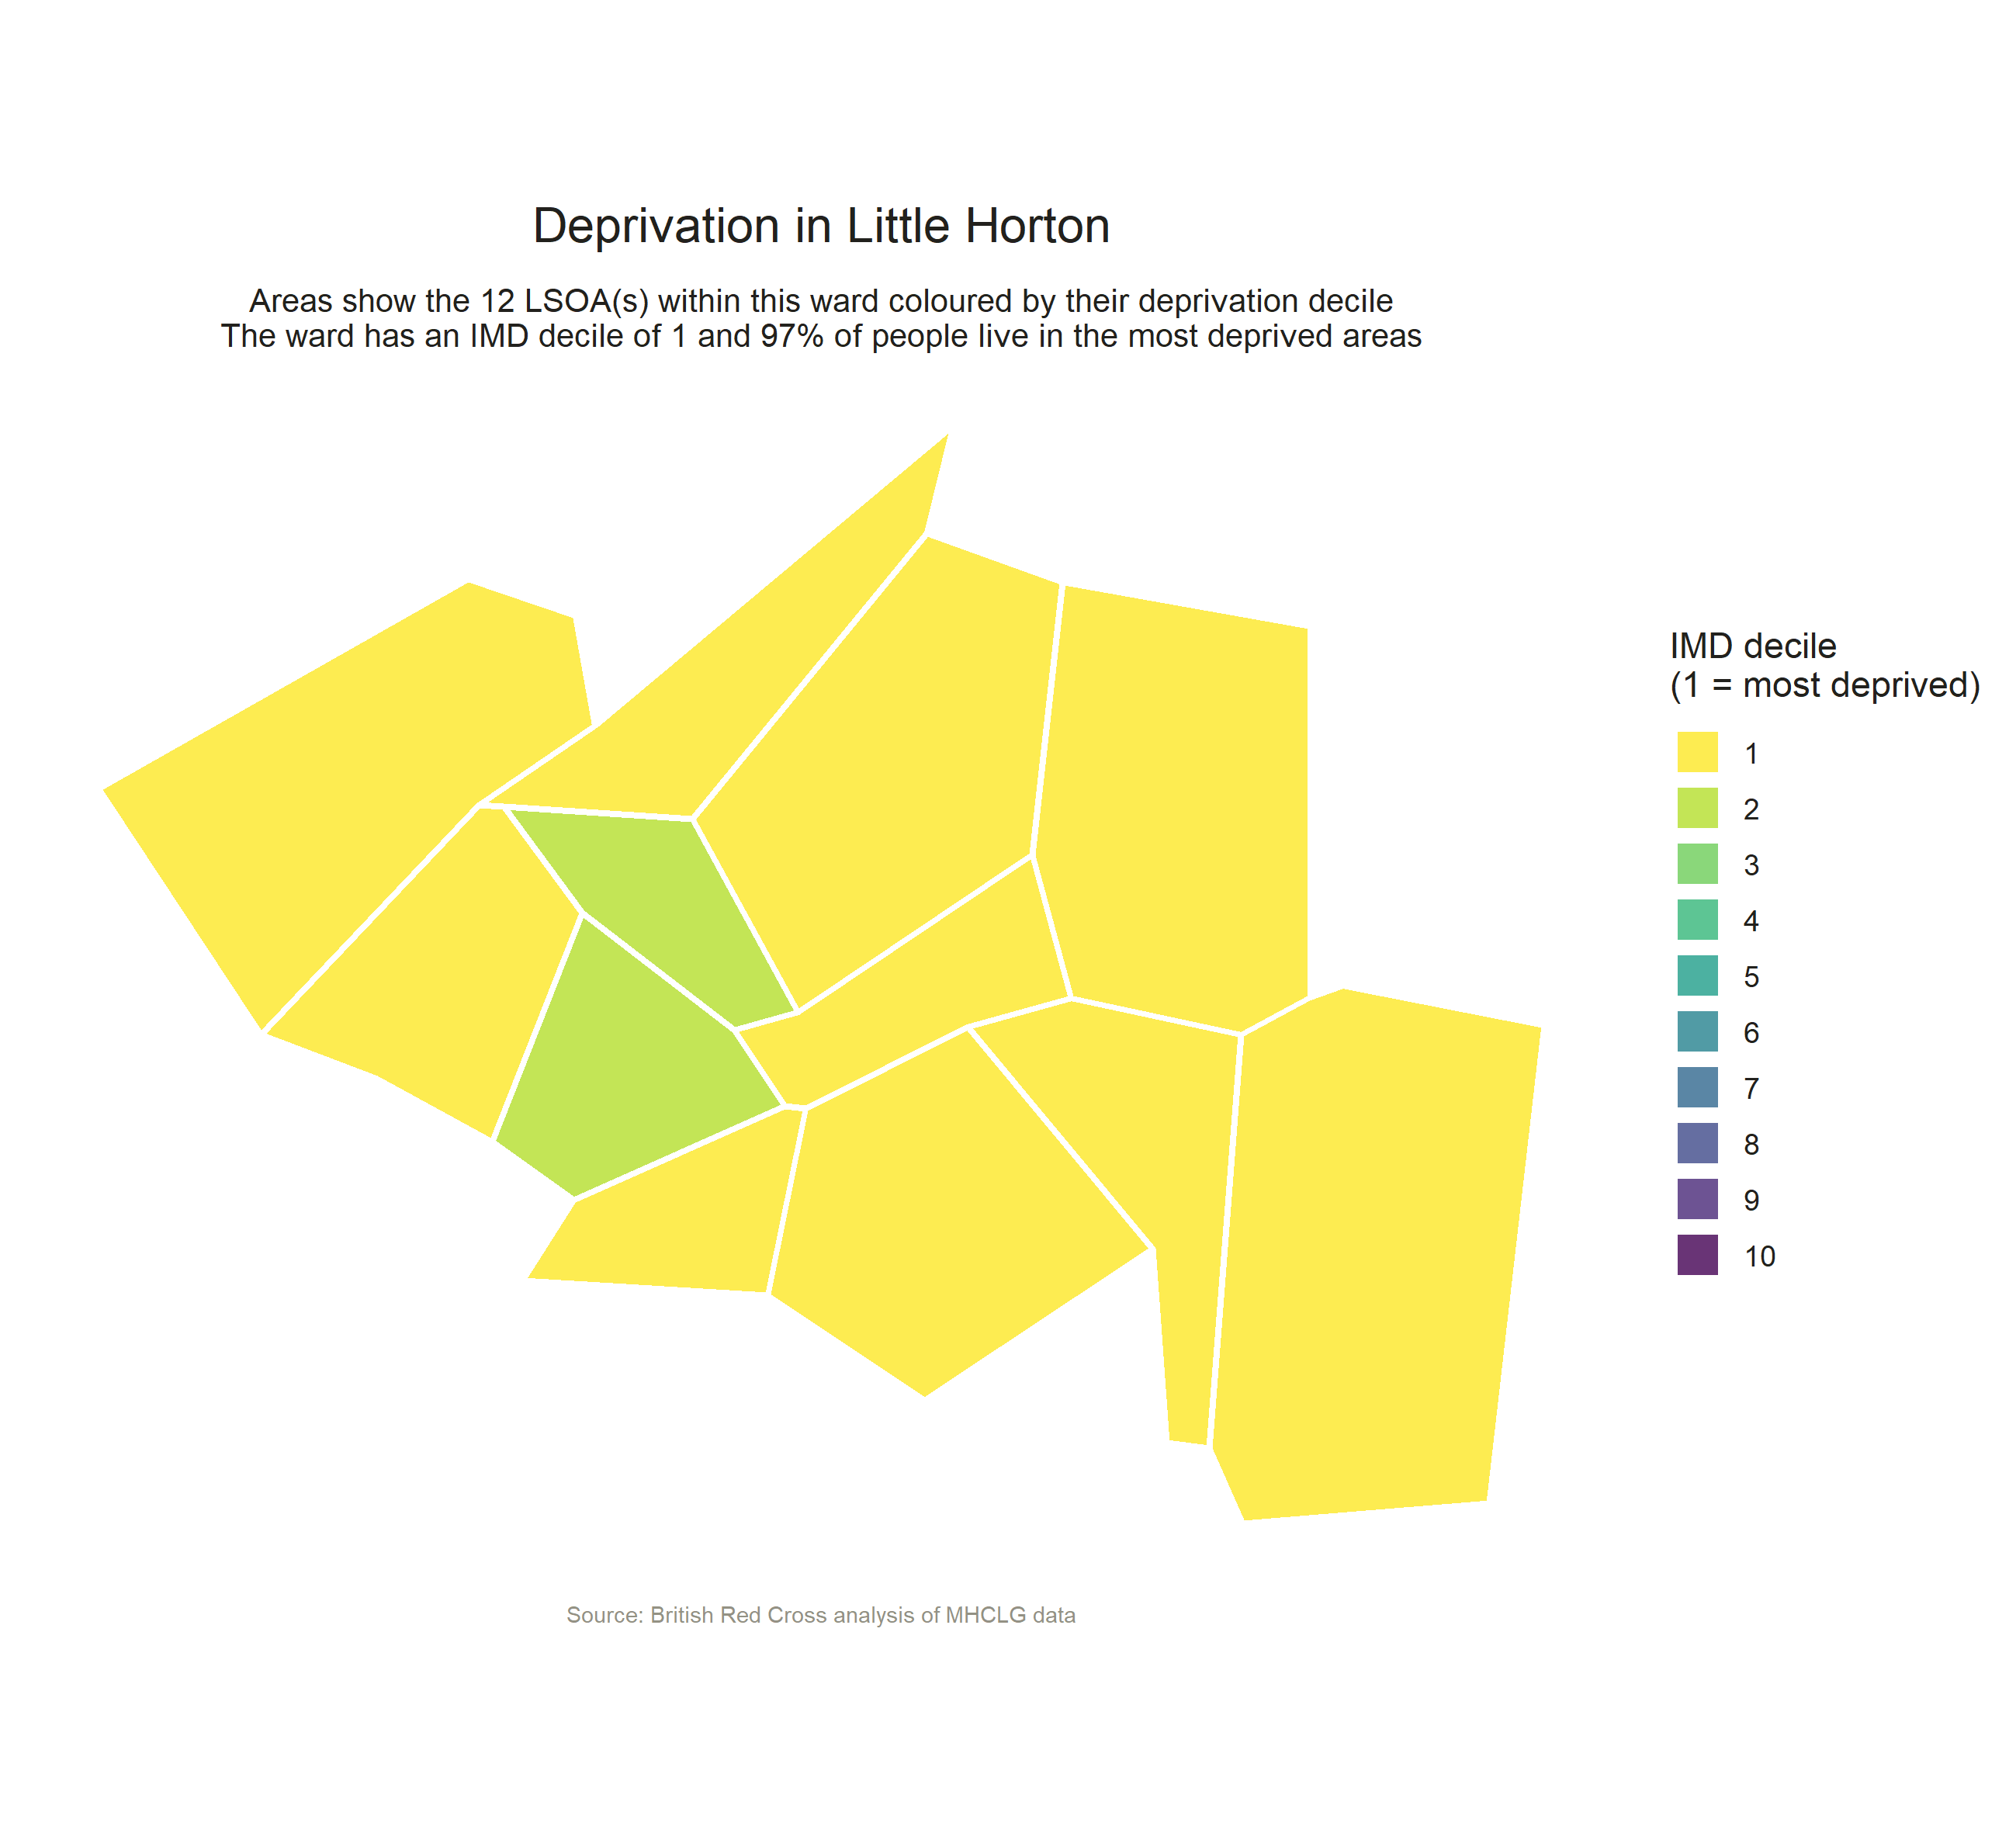 Deprivation in Little Horton
Areas show the 12 LSOA(s) within this ward coloured by their deprivation decile
The ward has an IMD decile of 1 and 97% of people live in the most deprived areas
IMD decile
(1 = most deprived)
1
2
3
4
5
6
7
8
9
10
Source: British Red Cross analysis of MHCLG data